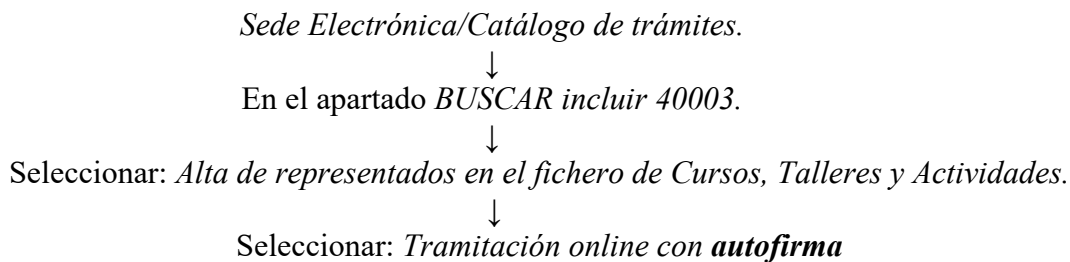 Sede Electrónica/Catálogo de trámites.
↓
En el apartado BUSCAR incluir 40003.
↓
Seleccionar: Alta de representados en el fichero de Cursos, Talleres y Actividades.
↓
Seleccionar: Tramitación online con autofirma